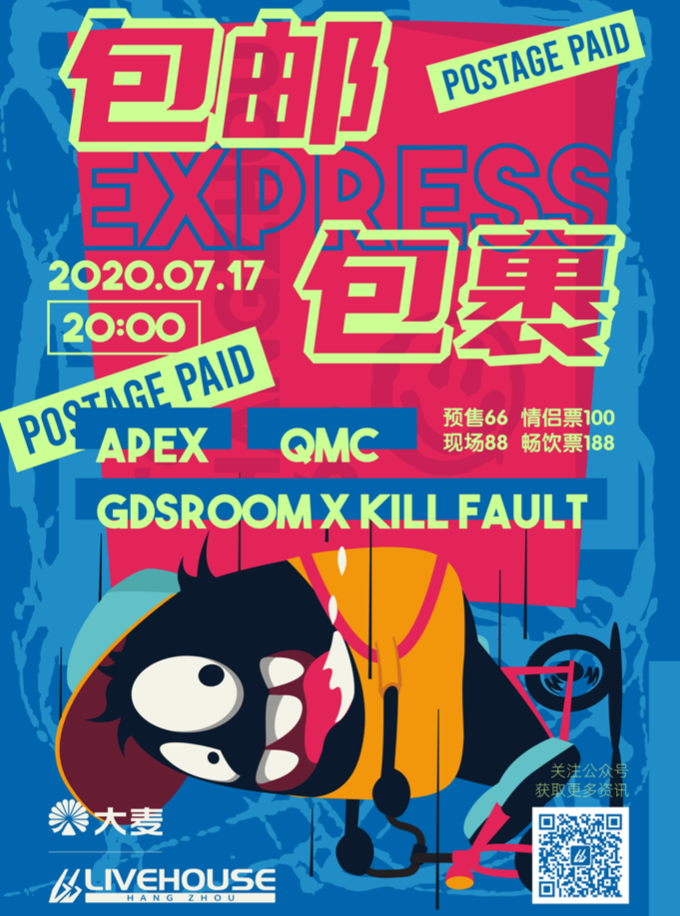 包邮
POSTAGE PAID
EXPRESS
包裹
2020.07.17
20:00
POSTAGE PAID
预售66 情侣票100
现场88 畅饮票188
APEX QMC
GDSROOM X KILL FAULT
关注公众号
获取更多资讯
大麦
LIVEHOUSE
HANG ZHOU